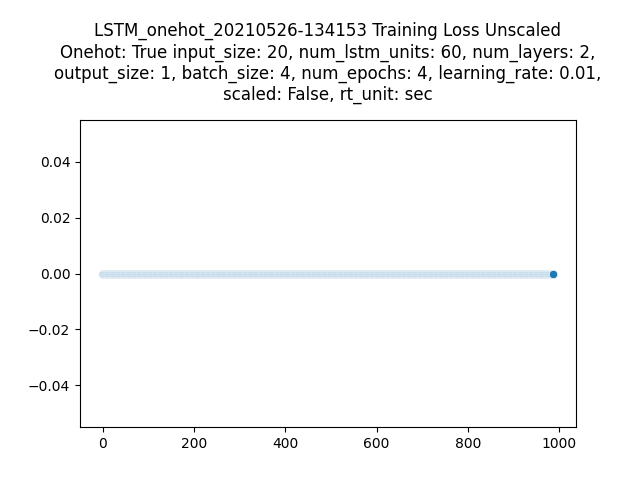 LSTM_onehot_20210526-134153 Training Loss Unscaled
Onehot: True input_size: 20, num_lstm_units: 60, num_layers: 2,
output_size: 1, batch_size: 4, num_epochs: 4, learning_rate: 0.01,
scaled: False, rt_unit: sec
0.04
0.02
0.00
−0.02
−0.04
0 200 400 600 800 1000